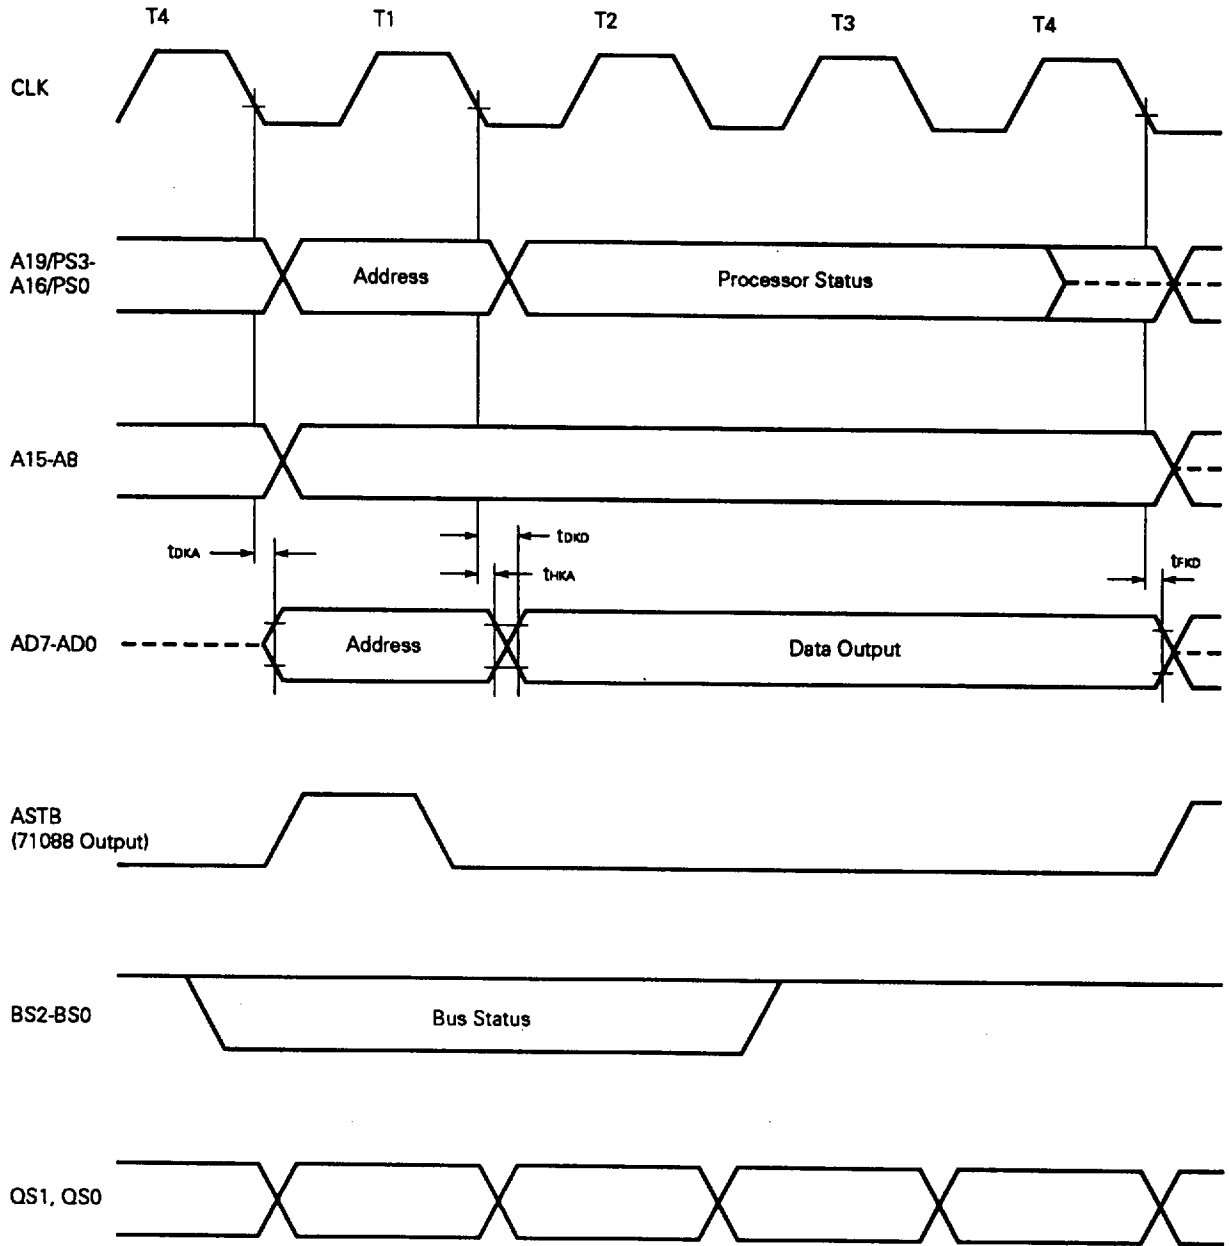 T4 T1 T2 T3 T4
CLK
A19/PS3-
A16/PS0
Address
Processor Status
A15-A8
tDKA
tDKD
tHKA
tFKD
AD7-AD0
Address
Data Output
ASTB
(71088 Output)
BS2-BS0
Bus Status
QS1, QS0